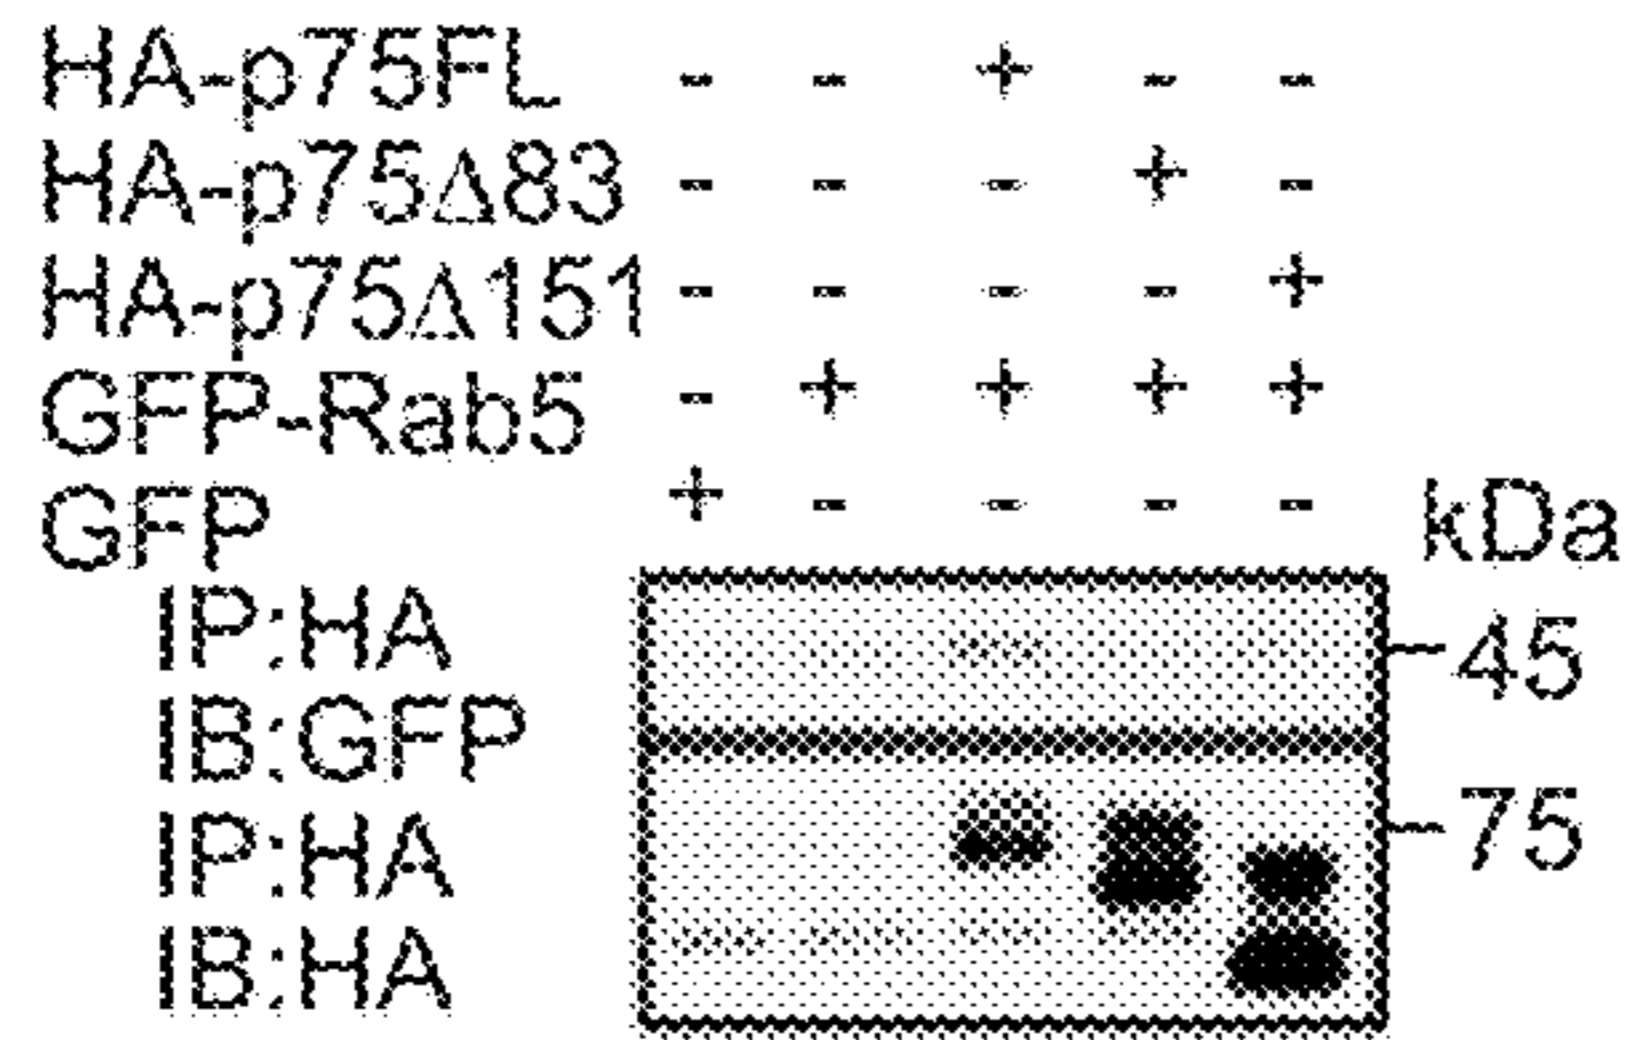 HA-p75FL - - + - -
HA-p75Δ83 - - - + -
HA-p75Δ151 - - - - +
GFP-Rab5 - + + + +
GFP + - - - -
kDa
IP:HA
IB:GFP
45
IP:HA
IB:HA
75